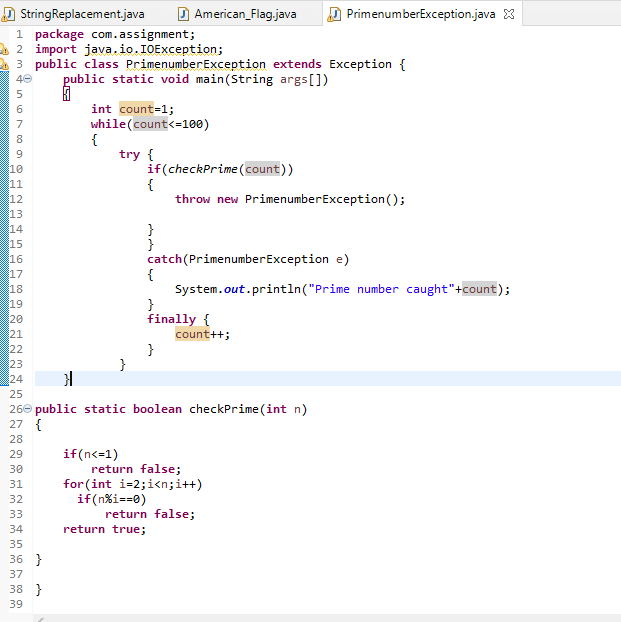 StringReplacement.java American_Flag.java PrimenumberException.java
1 package com.assignment;
2 import java.io.IOException;
3 public class PrimenumberException extends Exception {
4 public static void main(String args[])
5 {
6 int count=1;
7 while(count<=100)
8 {
9 try {
10 if(checkPrime(count))
11 {
12 throw new PrimenumberException();
13
14 }
15 }
16 catch(PrimenumberException e)
17 {
18 System.out.println("Prime number caught"+count);
19 }
20 finally {
21 count++;
22 }
23 }
24 }
25
26 public static boolean checkPrime(int n)
27 {
28
29 if(n<=1)
30 return false;
31 for(int i=2;i<n;i++)
32 if(n%i==0)
33 return false;
34 return true;
35
36 }
37
38 }
39